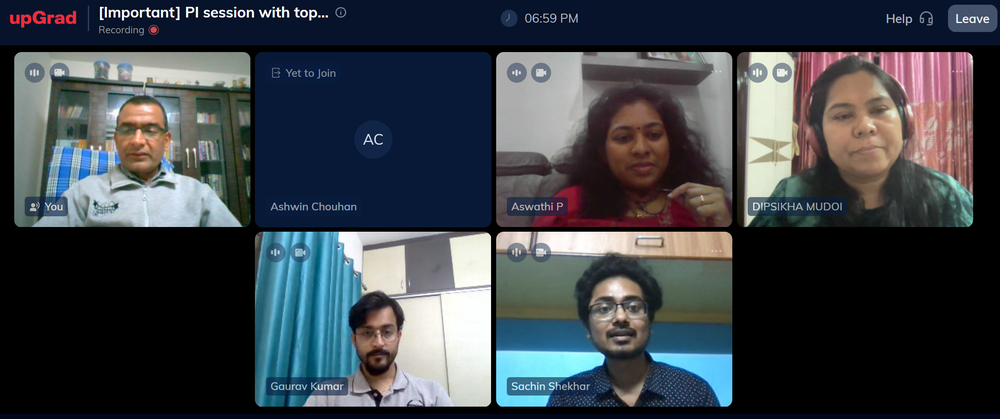 upGrad
[Important] PI session with top...
Recording
06:59 PM
Help
Leave
You
Yet to Join
AC
Ashwin Chouhan
Aswathi P
DIPSIKHA MUDOI
Gaurav Kumar
Sachin Shekhar